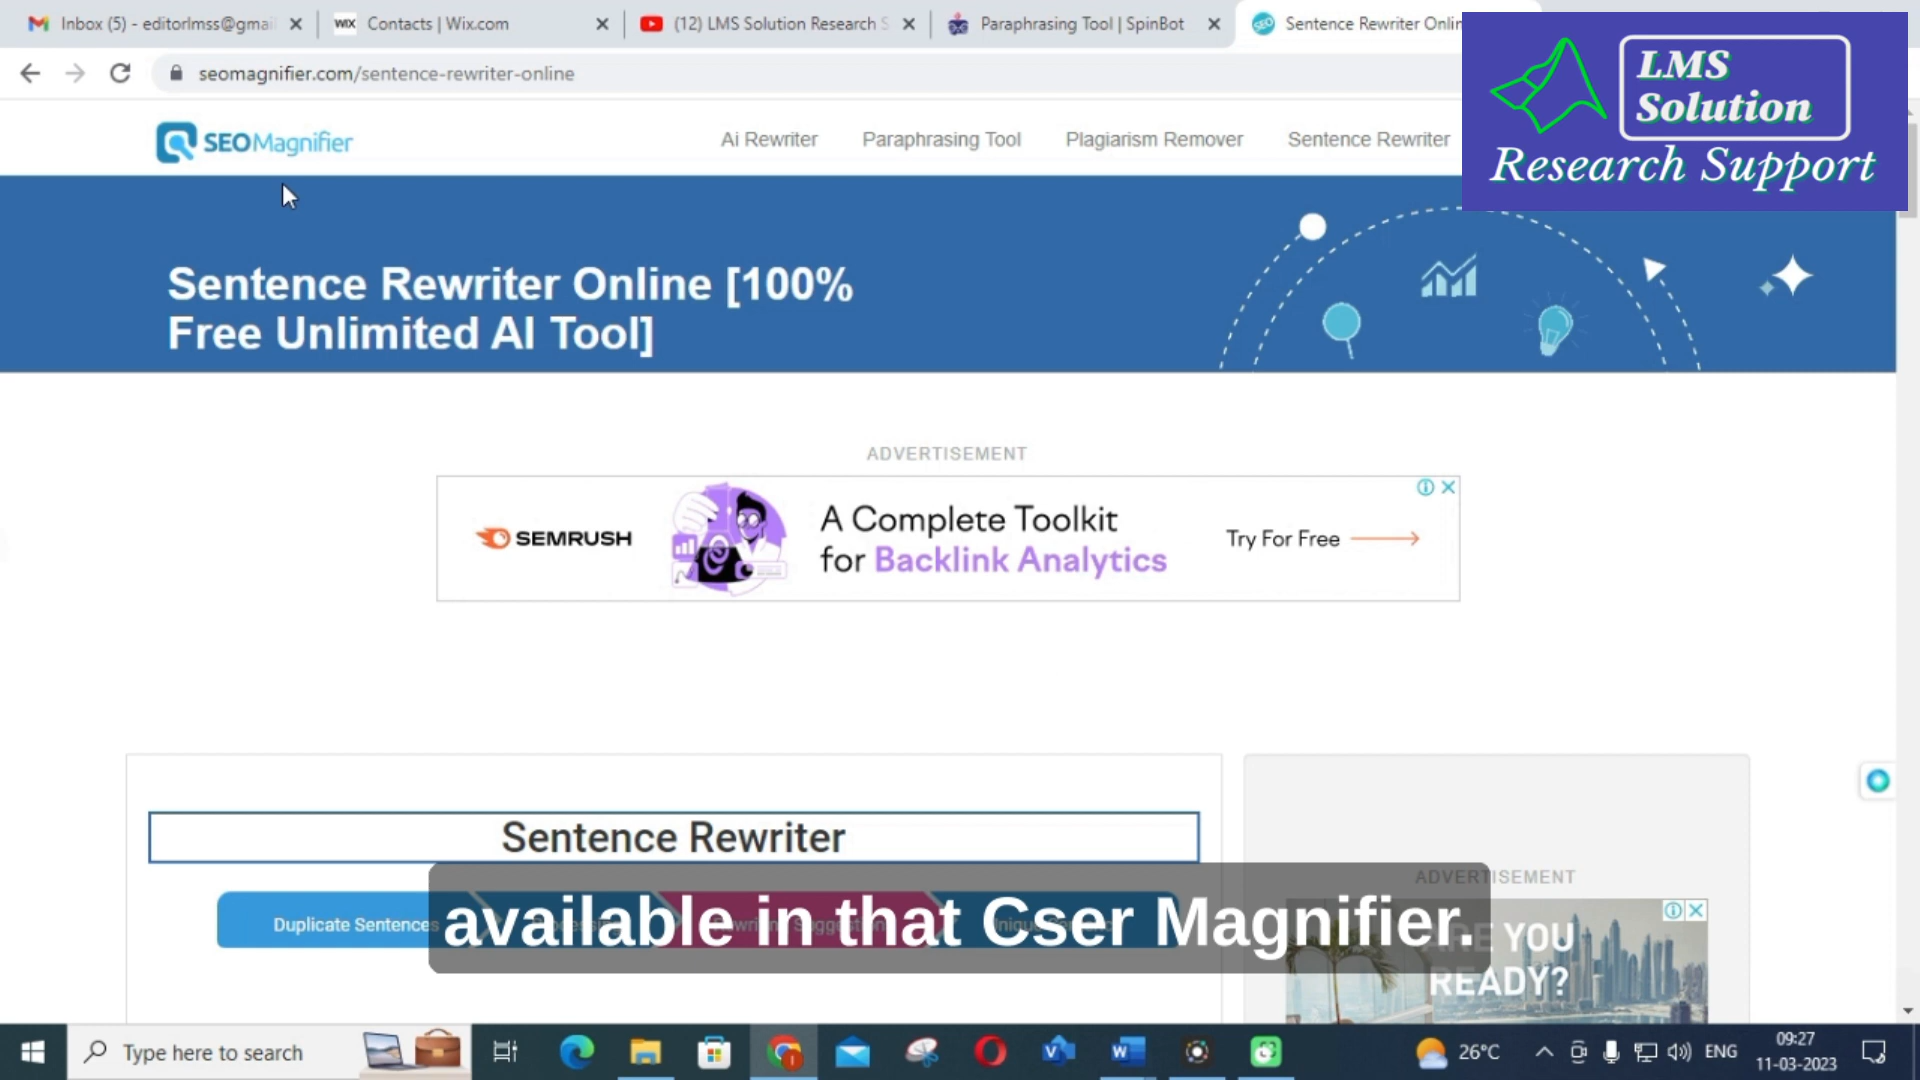 Inbox (5) - editorlmss@gmai
WIX Contacts | Wix.com
(12) LMS Solution Research S
Paraphrasing Tool | SpinBot
Sentence Rewriter Onlin
seomagnifier.com/sentence-rewriter-online
LMS
Solution
Research Support
SEOMagnifier
Ai Rewriter
Paraphrasing Tool
Plagiarism Remover
Sentence Rewriter
Sentence Rewriter Online [100%
Free Unlimited AI Tool]
ADVERTISEMENT
SEMRUSH
A Complete Toolkit
for Backlink Analytics
Try For Free
Sentence Rewriter
ADVERTISEMENT
Duplicate Sentences
available in that Cser Magnifier.
YOU
READY?
Type here to search
26°C
ENG
09:27
11-03-2023